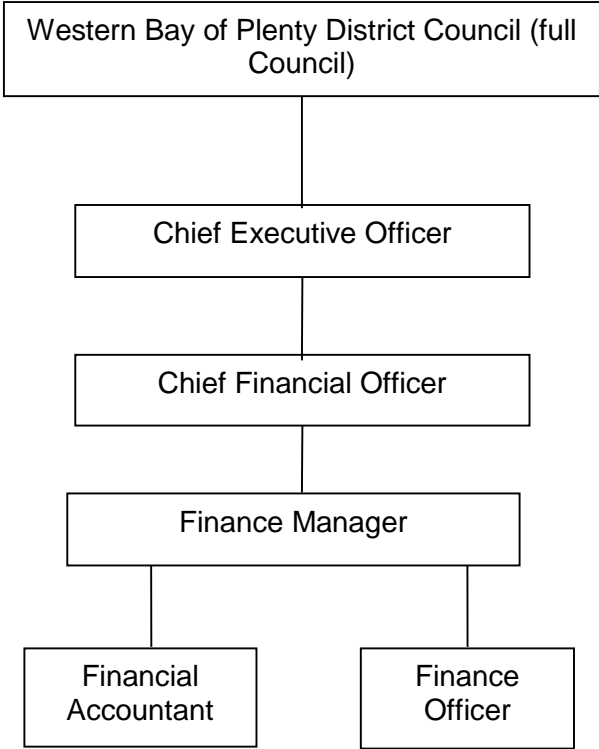 Western Bay of Plenty District Council (full
Council)
Chief Executive Officer
Chief Financial Officer
Finance Manager
Financial
Accountant
Finance
Officer